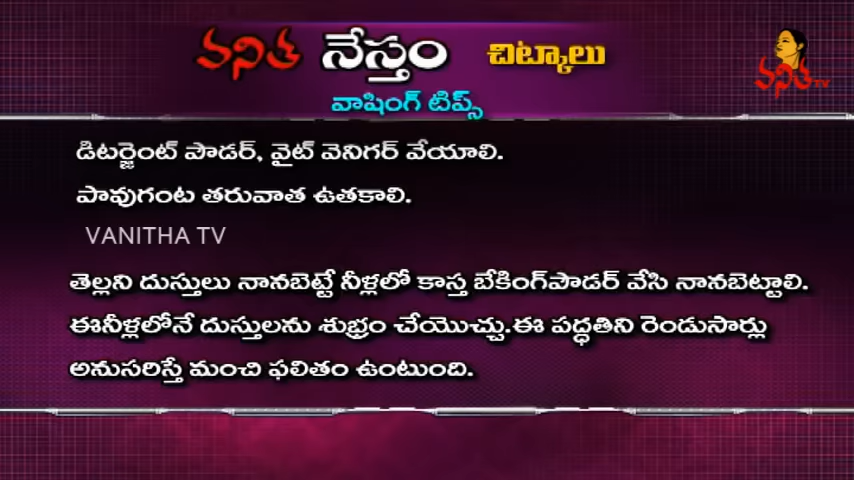 వనిత నేస్తం చిట్కాలు
వనిత TV
వాషింగ్ టిప్స్
డిటర్జెంట్ పౌడర్, వైట్ వెనిగర్ వేయాలి.
పావుగంట తరువాత ఉతకాలి.
VANITHA TV
తెల్లని దుస్తులు నానబెట్టే నీళ్లలో కాస్త బేకింగ్‌పౌడర్ వేసి నానబెట్టాలి.
ఈనీళ్లలోనే దుస్తులను శుభ్రం చేయొచ్చు.ఈ పద్ధతిని రెండుసార్లు
అనుసరిస్తే మంచి ఫలితం ఉంటుంది.